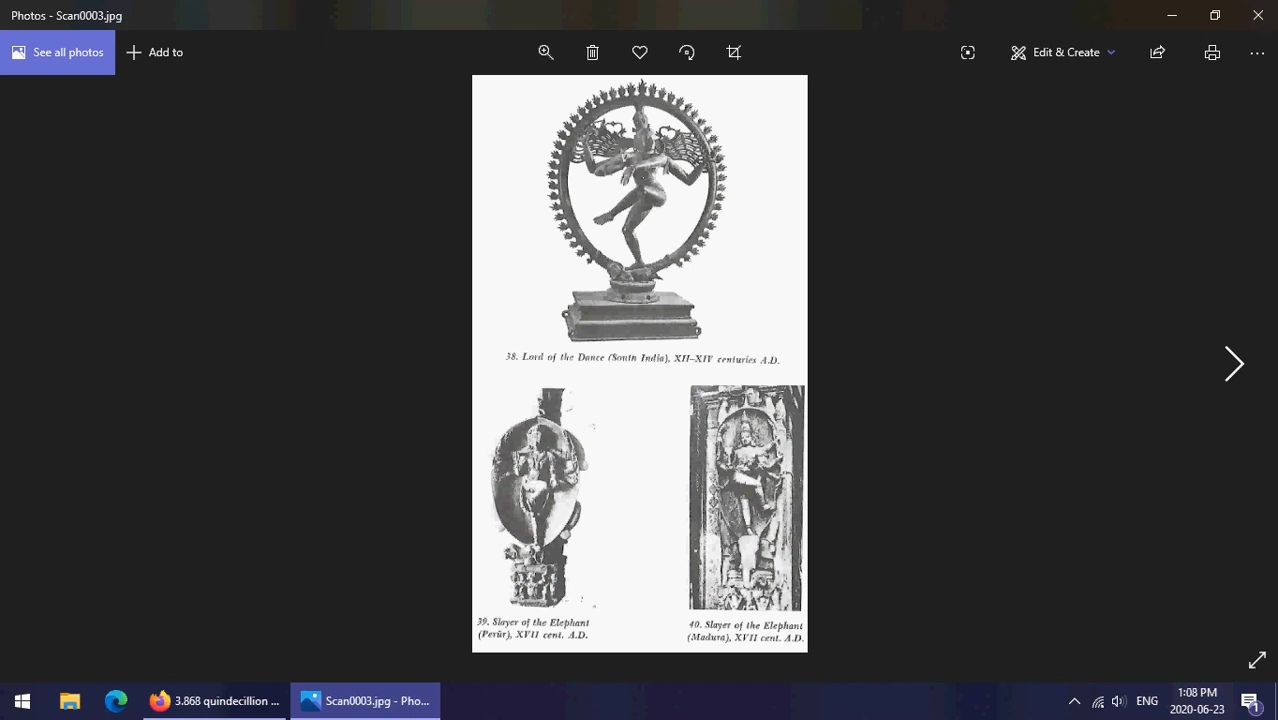 Photos - Scan0003.jpg
See all photos
Add to
Edit & Create
38. Lord of the Dance (South India), XII–XIV centuries A.D.
39. Slayer of the Elephant
(Perūr), XVII cent. A.D.
40. Slayer of the Elephant
(Madura), XVII cent. A.D.
3.868 quindecillion ...
Scan0003.jpg - Pho...
ENG
1:08 PM
2020-06-23
1